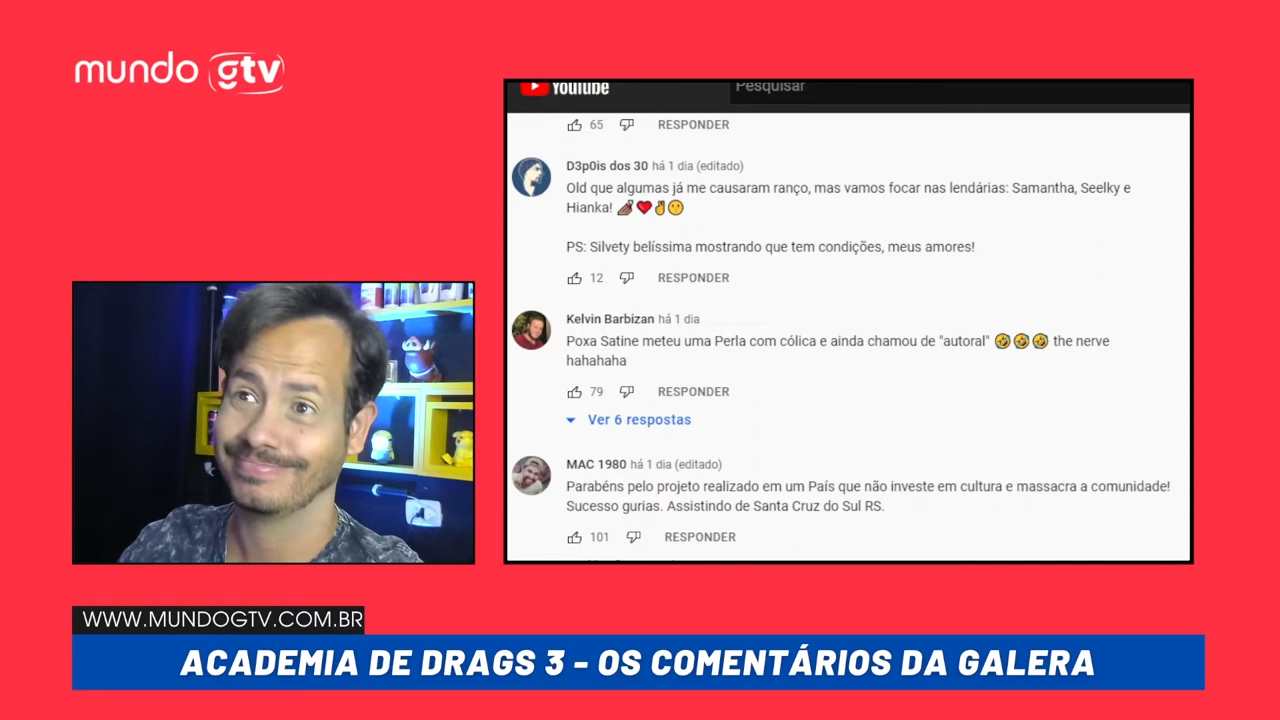 mundo gtv
YouTube
Pesquisar
65 RESPONDER
D3p0is dos 30 há 1 dia (editado)
Old que algumas já me causaram ranço, mas vamos focar nas lendárias: Samantha, Seelky e
Hianka! 💅🏽❤️✌️😶
PS: Silvety belíssima mostrando que tem condições, meus amores!
12 RESPONDER
Kelvin Barbizan há 1 dia
Poxa Satine meteu uma Perla com cólica e ainda chamou de "autoral" 🤣🤣🤣 the nerve
hahahaha
79 RESPONDER
Ver 6 respostas
MAC 1980 há 1 dia (editado)
Parabéns pelo projeto realizado em um País que não investe em cultura e massacra a comunidade!
Sucesso gurias. Assistindo de Santa Cruz do Sul RS.
101 RESPONDER
WWW.MUNDOGTV.COM.BR
ACADEMIA DE DRAGS 3 - OS COMENTÁRIOS DA GALERA